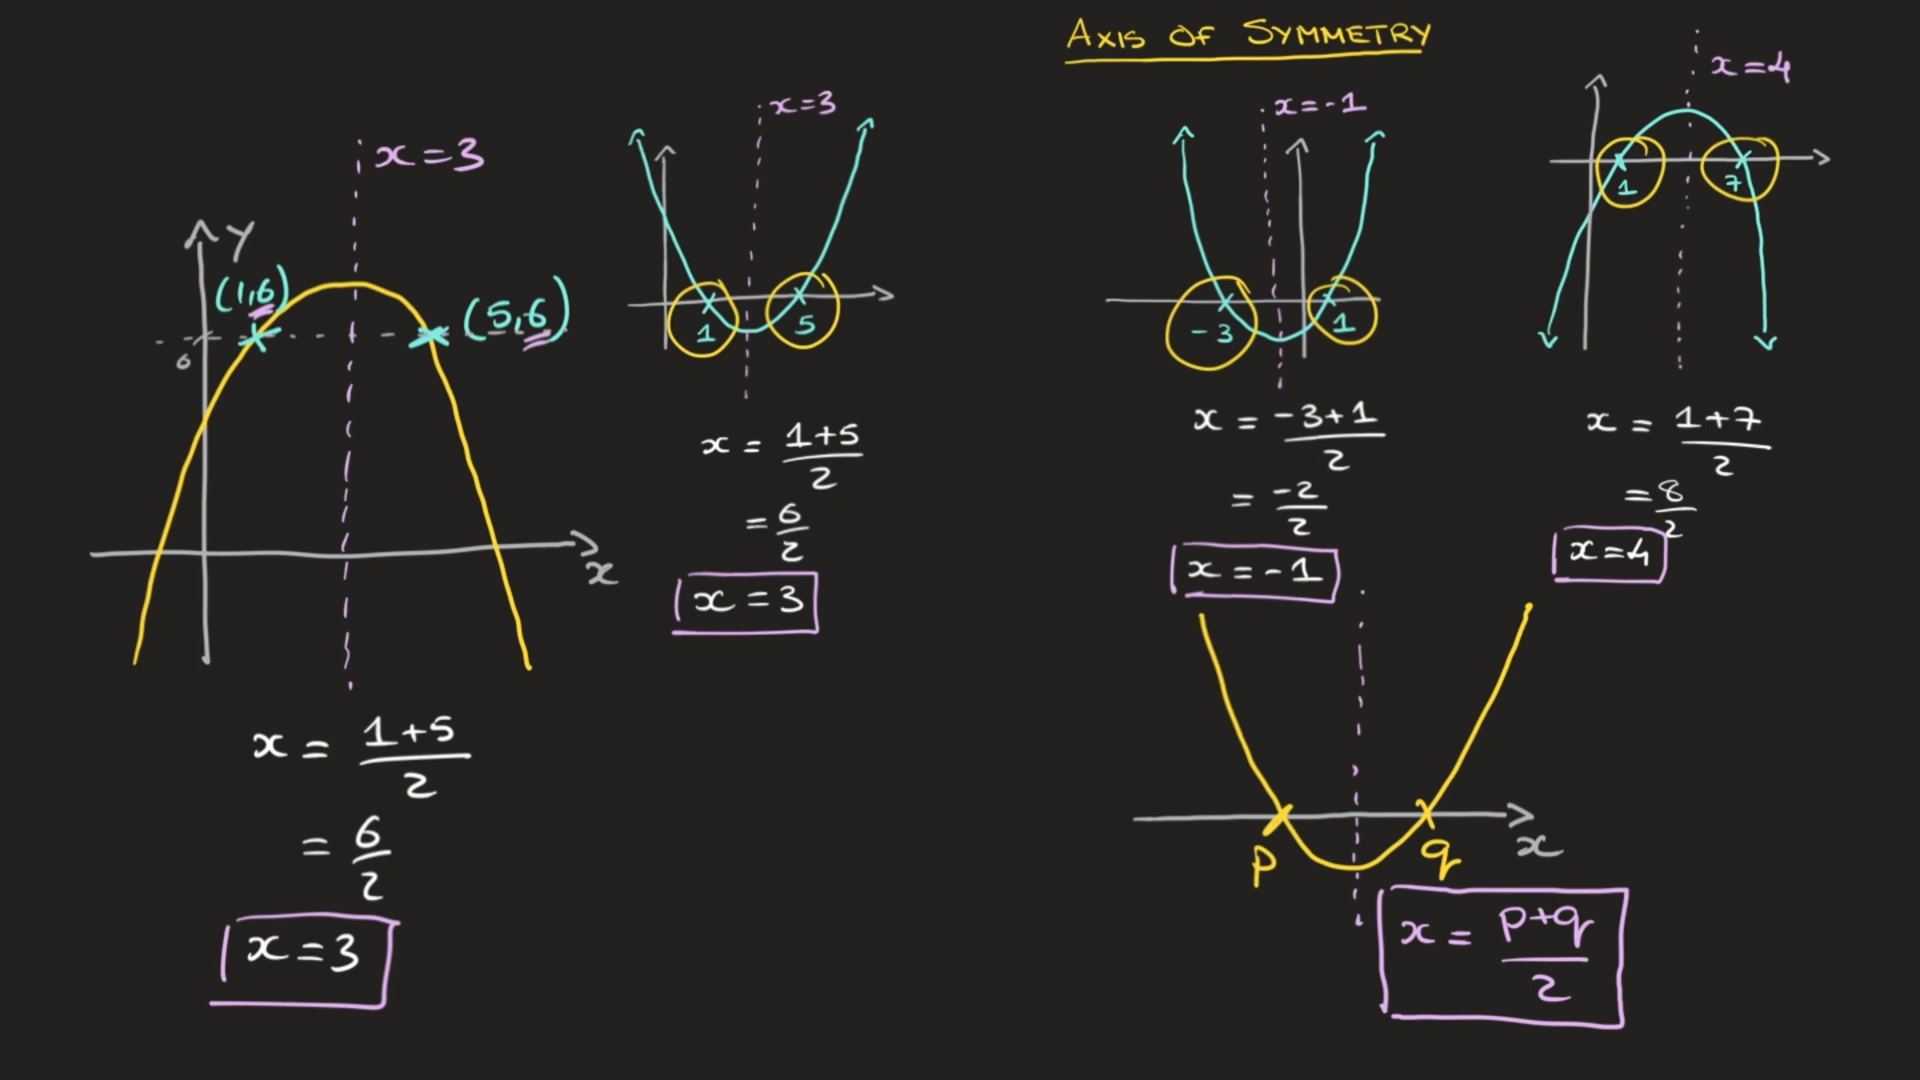 AXIS OF SYMMETRY
x=3
Y
(1,6)
(5,6)
6
x
x = 1+5
2
= 6
2
x=3
x=3
1
5
x = 1+5
2
= 6
2
x=3
x=-1
-3
1
x = -3+1
2
= -2
2
x=-1
x=4
1
7
x = 1+7
2
= 8
2
x=4
p
q
x
x = p+q
2